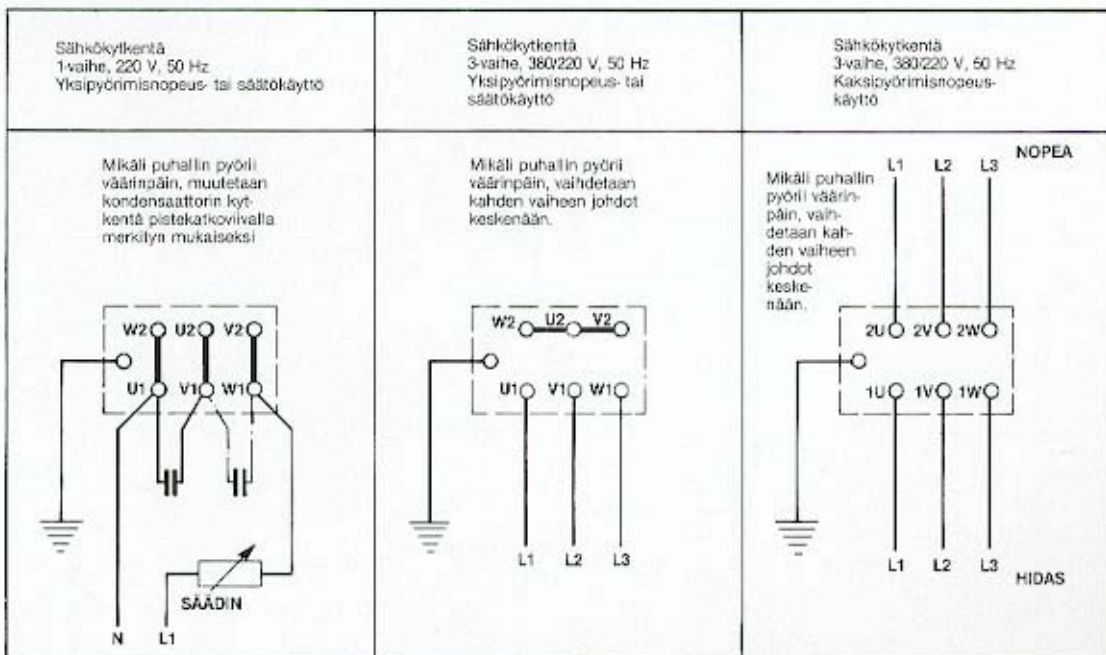 Sähkökytkentä
1-vaihe, 220 V, 50 Hz
Yksipyörimisnopeus- tai säätökäyttö
Sähkökytkentä
3-vaihe, 380/220 V, 50 Hz
Yksipyörimisnopeus- tai
säätökäyttö
Sähkökytkentä
3-vaihe, 380/220 V, 50 Hz
Kaksipyörimisnopeus-
käyttö
Mikäli puhallin pyörii
väärinpäin, muutetaan
kondensaattorin kyt-
kentä pistekatkoviivalla
merkityn mukaiseksi
W2 U2 V2
U1 V1 W1
SÄÄDIN
N L1
Mikäli puhallin pyörii
väärinpäin, vaihdetaan
kahden vaiheen johdot
keskenään.
W2 U2 V2
U1 V1 W1
L1 L2 L3
NOPEA
L1 L2 L3
Mikäli puhallin
pyörii väärin-
päin, vaih-
detaan kah-
den vaiheen
johdot
keske-
nään.
2U 2V 2W
1U 1V 1W
L1 L2 L3
HIDAS